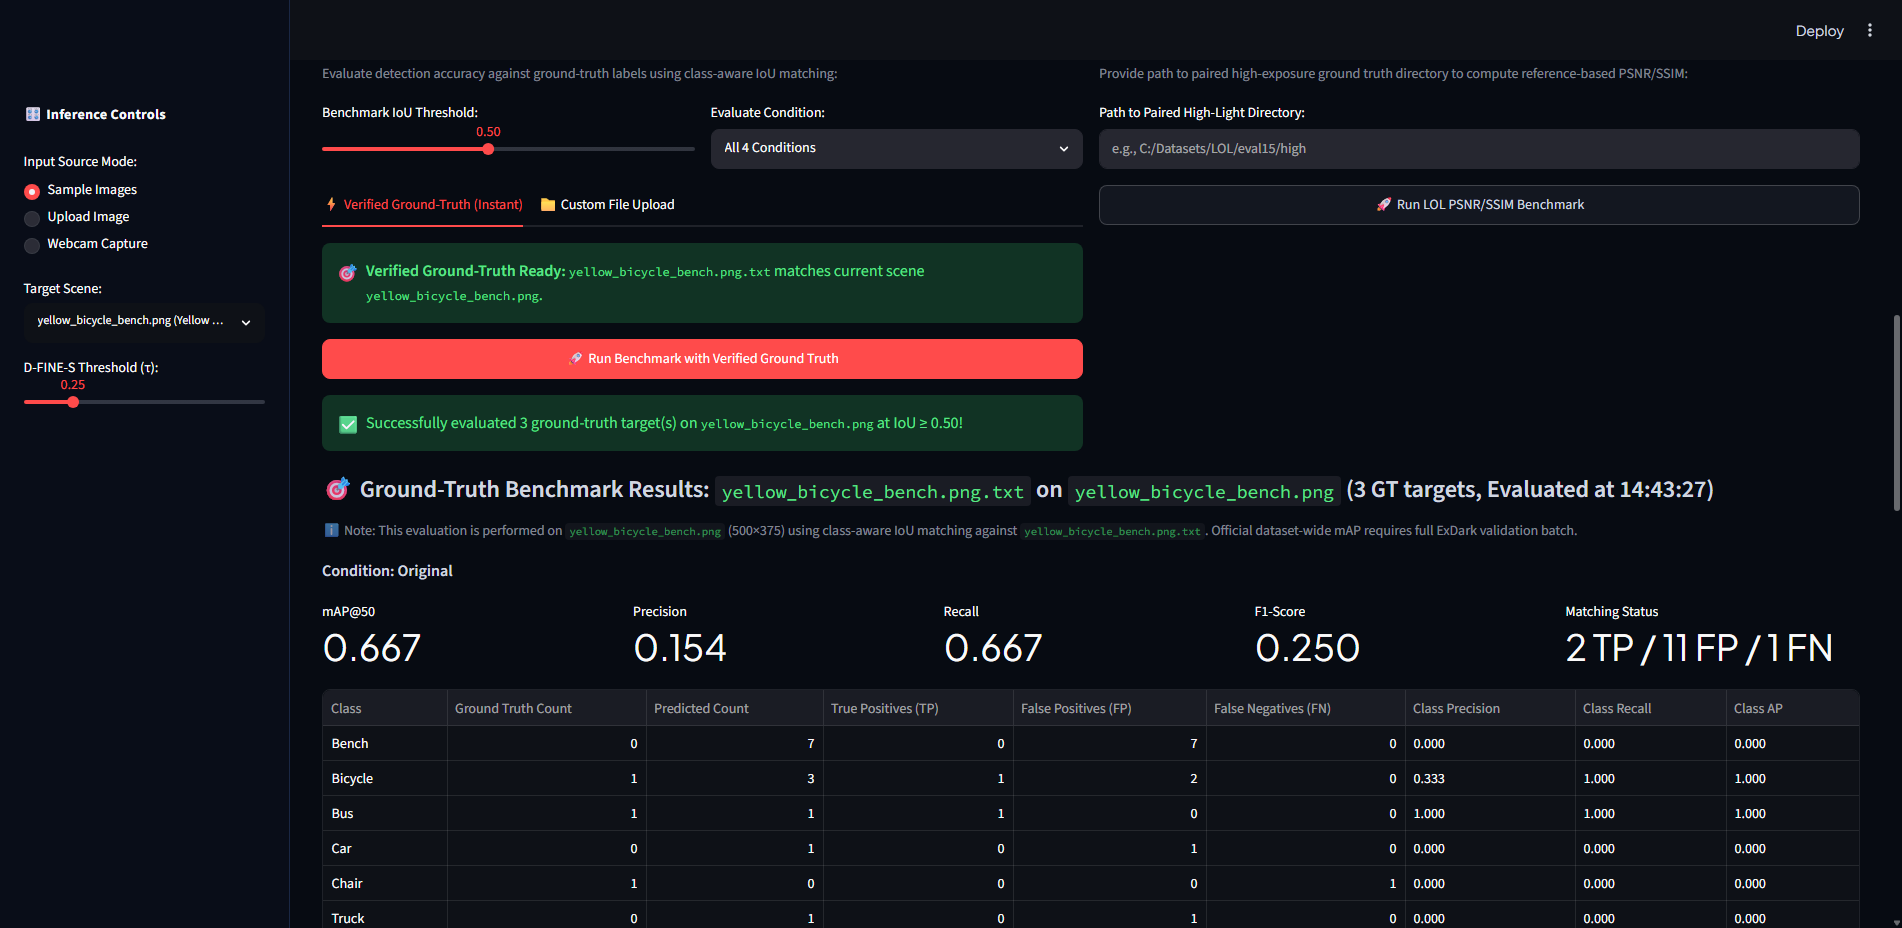 Deploy
Inference Controls
Input Source Mode:
Sample Images
Upload Image
Webcam Capture
Target Scene:
yellow_bicycle_bench.png (Yellow ...
D-FINE-S Threshold (τ):
0.25
Evaluate detection accuracy against ground-truth labels using class-aware IoU matching:
Benchmark IoU Threshold:
0.50
Evaluate Condition:
All 4 Conditions
Verified Ground-Truth (Instant)
Custom File Upload
Verified Ground-Truth Ready: yellow_bicycle_bench.png.txt matches current scene
yellow_bicycle_bench.png.
Run Benchmark with Verified Ground Truth
Successfully evaluated 3 ground-truth target(s) on yellow_bicycle_bench.png at IoU ≥ 0.50!
Provide path to paired high-exposure ground truth directory to compute reference-based PSNR/SSIM:
Path to Paired High-Light Directory:
e.g., C:/Datasets/LOL/eval15/high
Run LOL PSNR/SSIM Benchmark
Ground-Truth Benchmark Results: yellow_bicycle_bench.png.txt on yellow_bicycle_bench.png (3 GT targets, Evaluated at 14:43:27)
Note: This evaluation is performed on yellow_bicycle_bench.png (500×375) using class-aware IoU matching against yellow_bicycle_bench.png.txt. Official dataset-wide mAP requires full ExDark validation batch.
Condition: Original
mAP@50 Precision Recall F1-Score Matching Status
0.667 0.154 0.667 0.250 2 TP / 11 FP / 1 FN
Class Ground Truth Count Predicted Count True Positives (TP) False Positives (FP) False Negatives (FN) Class Precision Class Recall Class AP
Bench 0 7 0 7 0 0.000 0.000 0.000
Bicycle 1 3 1 2 0 0.333 1.000 1.000
Bus 1 1 1 0 0 1.000 1.000 1.000
Car 0 1 0 1 0 0.000 0.000 0.000
Chair 1 0 0 0 1 0.000 0.000 0.000
Truck 0 1 0 1 0 0.000 0.000 0.000